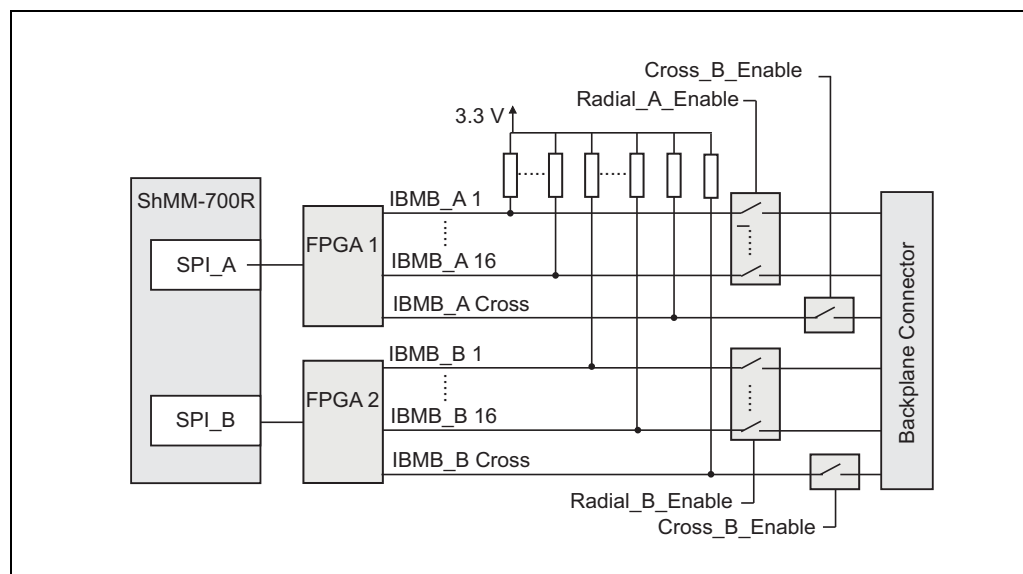 Cross_B_Enable
Radial_A_Enable
3.3 V
ShMM-700R
SPI_A
FPGA 1
IBMB_A 1
IBMB_A 16
IBMB_A Cross
SPI_B
FPGA 2
IBMB_B 1
IBMB_B 16
IBMB_B Cross
Backplane Connector
Radial_B_Enable
Cross_B_Enable